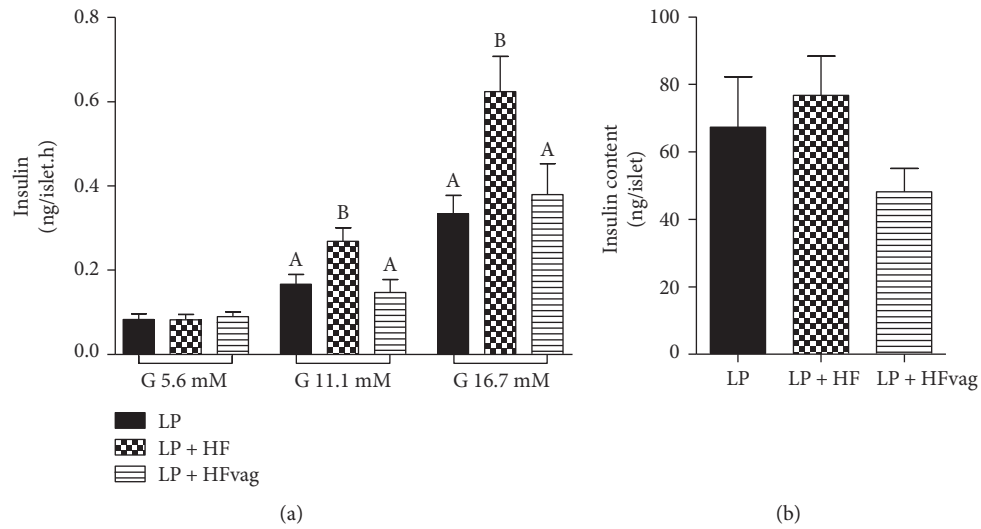 Insulin
(ng/islet.h)
0.8
0.6
0.4
0.2
0.0
A
B
A
A
B
A
G 5.6 mM
G 11.1 mM
G 16.7 mM
LP
LP + HF
LP + HFvag
(a)
Insulin content
(ng/islet)
100
80
60
40
20
0
LP
LP + HF
LP + HFvag
(b)